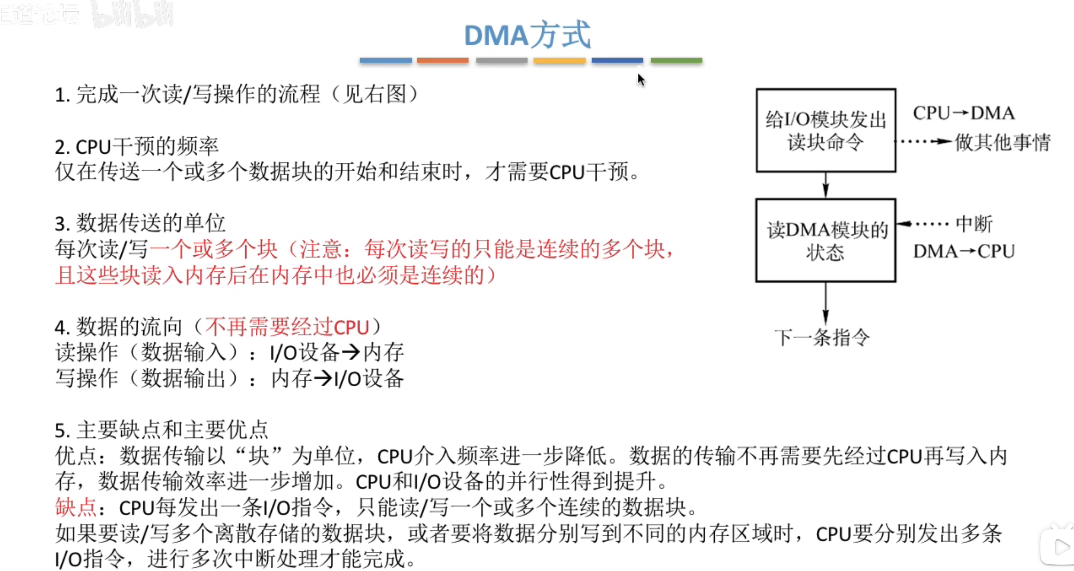 bilibili
DMA方式
1. 完成一次读/写操作的流程（见右图）
2. CPU干预的频率
仅在传送一个或多个数据块的开始和结束时，才需要CPU干预。
3. 数据传送的单位
每次读/写一个或多个块（注意：每次读写的只能是连续的多个块，
且这些块读入内存后在内存中也必须是连续的）
4. 数据的流向（不再需要经过CPU）
读操作（数据输入）：I/O设备→内存
写操作（数据输出）：内存→I/O设备
5. 主要缺点和主要优点
优点：数据传输以“块”为单位，CPU介入频率进一步降低。数据的传输不再需要先经过CPU再写入内
存，数据传输效率进一步增加。CPU和I/O设备的并行性得到提升。
缺点：CPU每发出一条I/O指令，只能读/写一个或多个连续的数据块。
如果要读/写多个离散存储的数据块，或者要将数据分别写到不同的内存区域时，CPU要分别发出多条
I/O指令，进行多次中断处理才能完成。
给I/O模块发出
读块命令
CPU→DMA
做其他事情
读DMA模块的
状态
中断
DMA→CPU
下一条指令